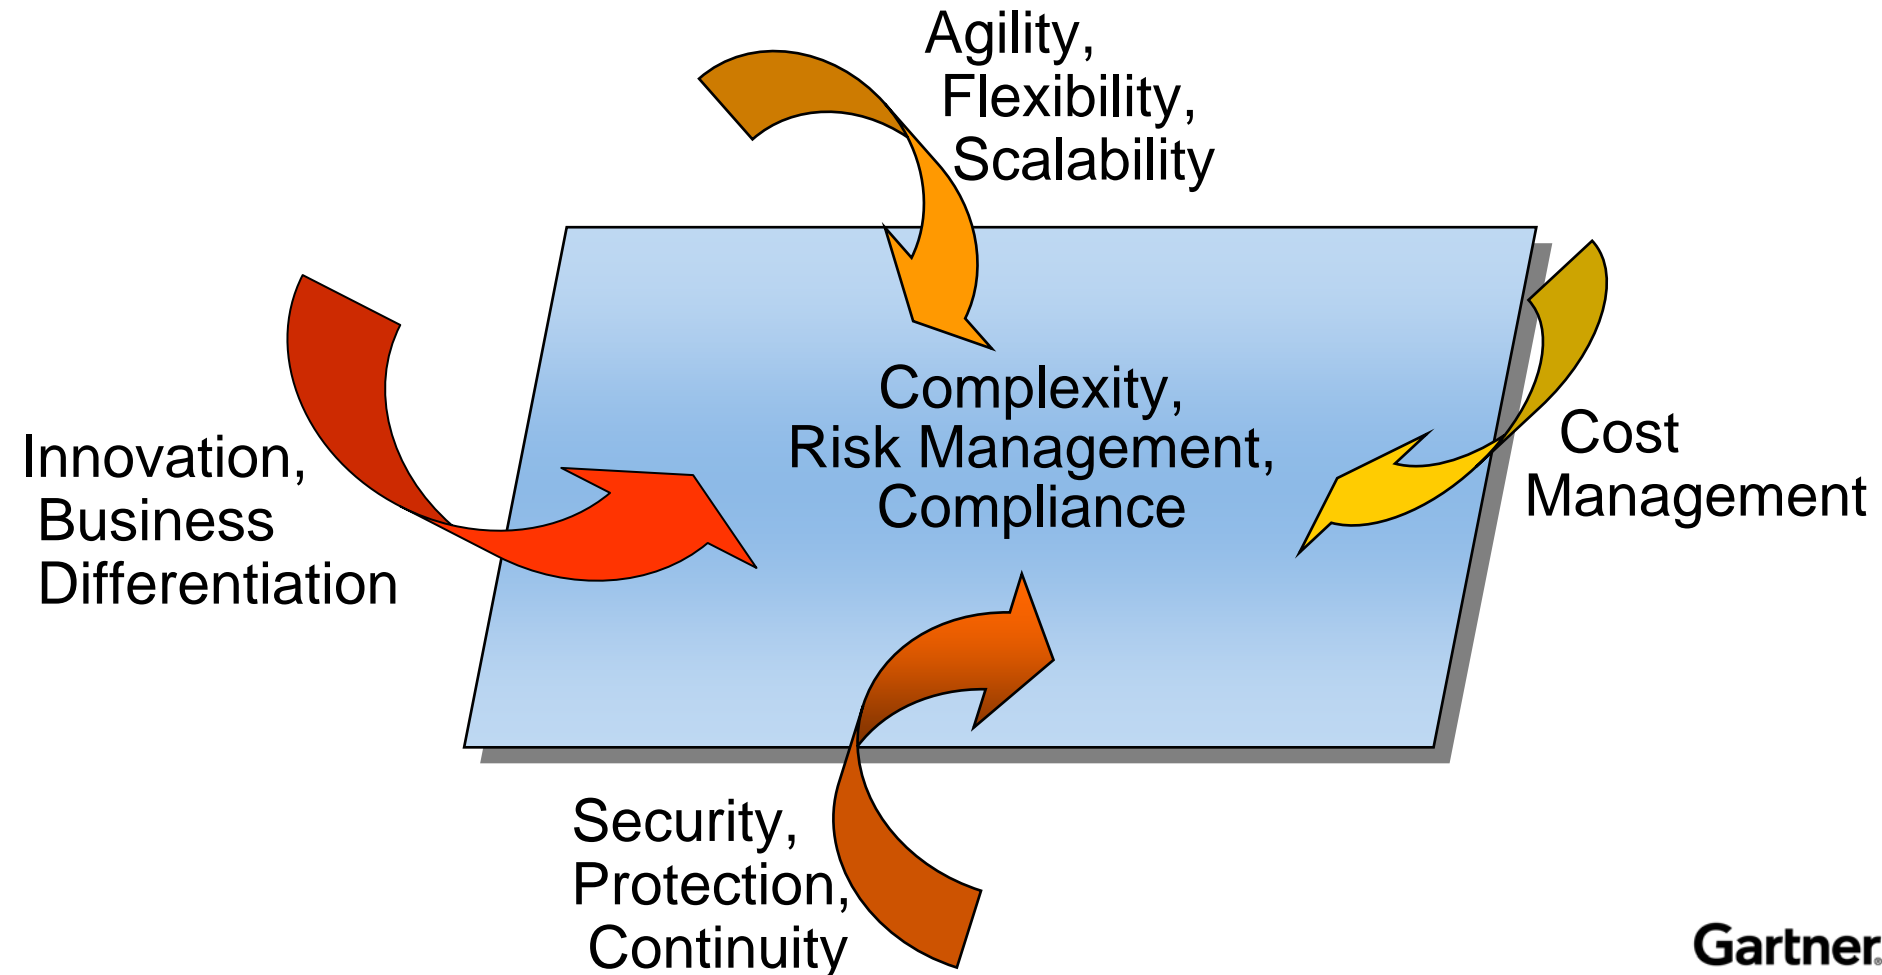 Agility,
Flexibility,
Scalability
Complexity,
Risk Management,
Compliance
Cost
Management
Innovation,
Business
Differentiation
Security,
Protection,
Continuity
Gartner®